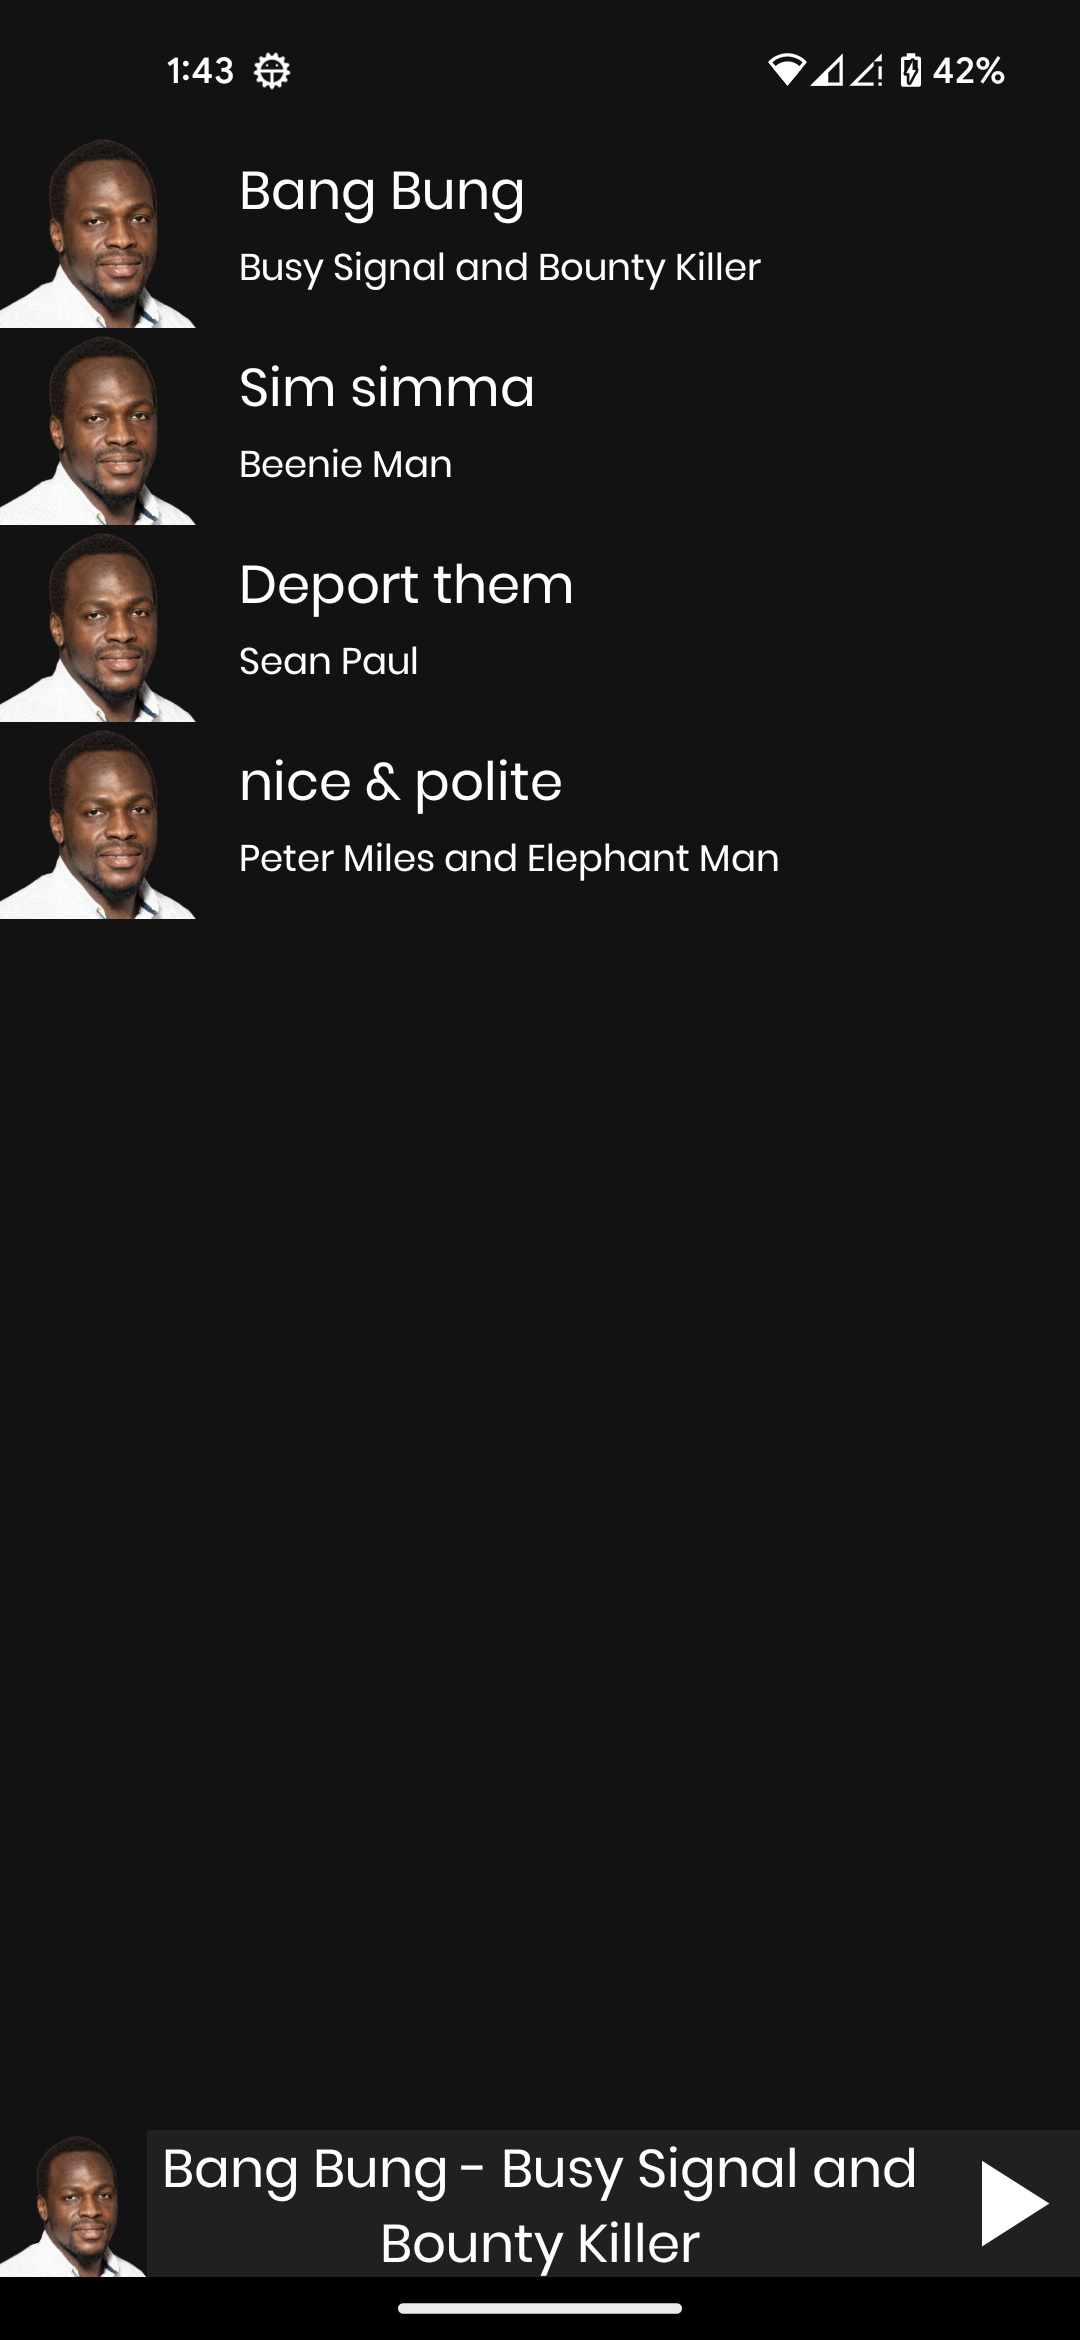 1:43 42%
Bang Bung
Busy Signal and Bounty Killer
Sim simma
Beenie Man
Deport them
Sean Paul
nice & polite
Peter Miles and Elephant Man
Bang Bung - Busy Signal and
Bounty Killer